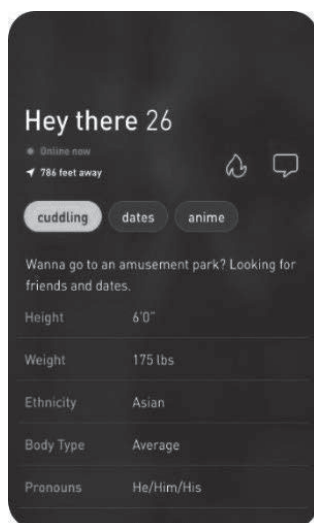 Hey there 26
Online now
786 feet away
cuddling dates anime
Wanna go to an amusement park? Looking for
friends and dates.
Height 6'0"
Weight 175 lbs
Ethnicity Asian
Body Type Average
Pronouns He/Him/His